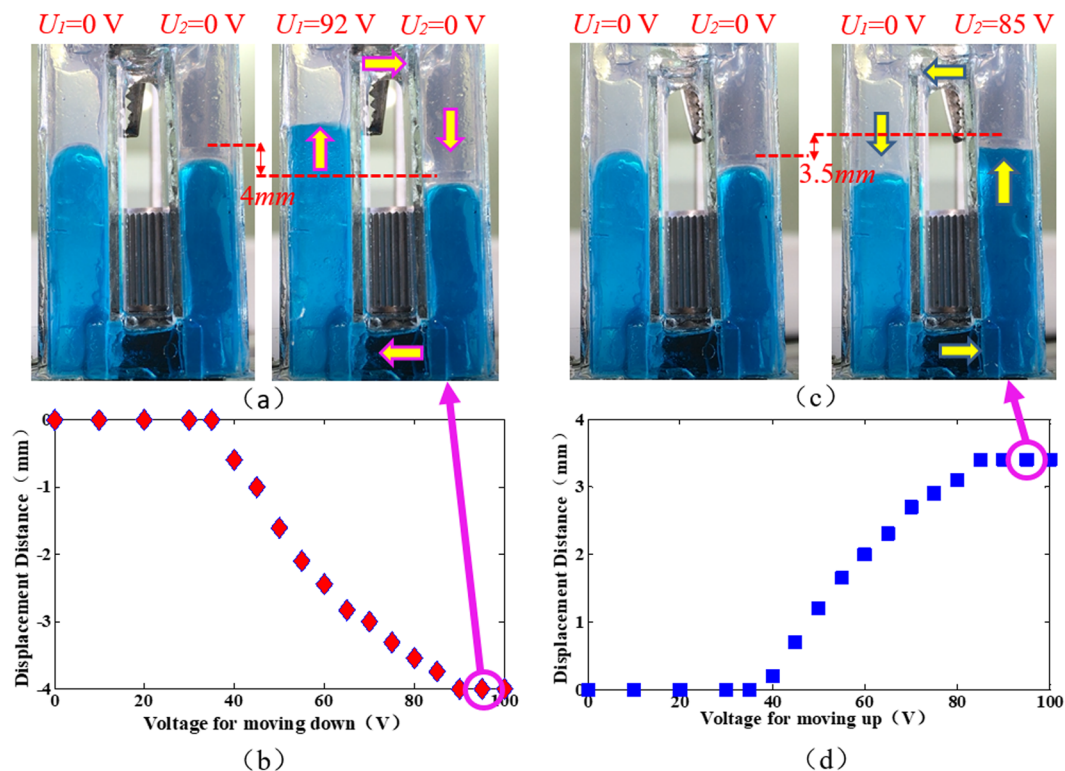 U₁=0 V U₂=0 V U₁=92 V U₂=0 V
4mm
（a）
U₁=0 V U₂=0 V U₁=0 V U₂=85 V
3.5mm
（c）
0
-1
-2
-3
-4
Displacement Distance（mm）
0 20 40 60 80 100
Voltage for moving down（V）
（b）
4
3
2
1
0
Displacement Distance（mm）
0 20 40 60 80 100
Voltage for moving up（V）
（d）